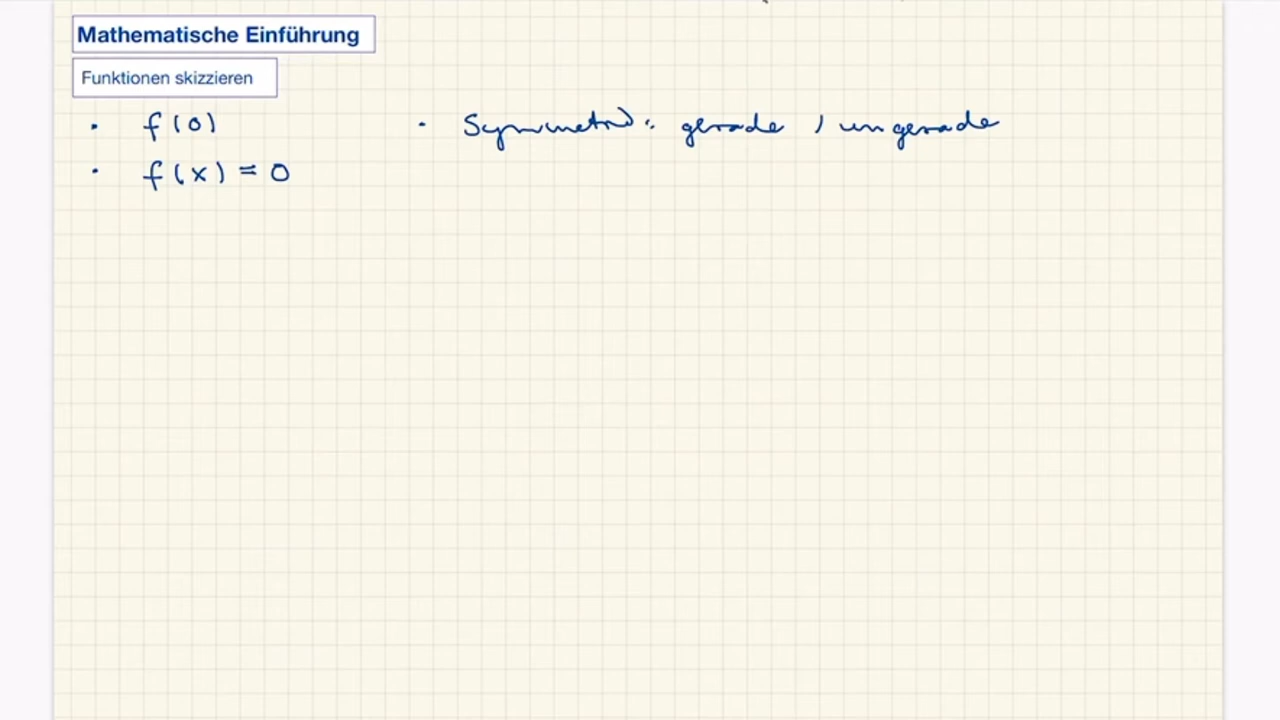 Mathematische Einführung
Funktionen skizzieren
· f(0)
· f(x) = 0
· Symmetrie: gerade / ungerade